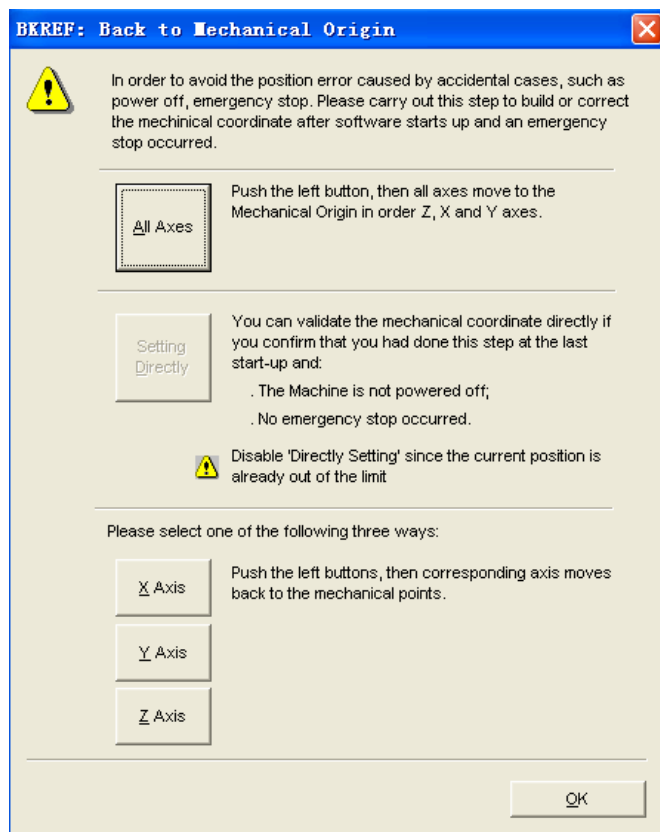 BKREF: Back to Mechanical Origin
In order to avoid the position error caused by accidental cases, such as
power off, emergency stop. Please carry out this step to build or correct
the mechinical coordinate after software starts up and an emergency
stop occurred.
All Axes
Push the left button, then all axes move to the
Mechanical Origin in order Z, X and Y axes.
Setting
Directly
You can validate the mechanical coordinate directly if
you confirm that you had done this step at the last
start-up and:
. The Machine is not powered off;
. No emergency stop occurred.
Disable 'Directly Setting' since the current position is
already out of the limit
Please select one of the following three ways:
X Axis
Push the left buttons, then corresponding axis moves
back to the mechanical points.
Y Axis
Z Axis
OK